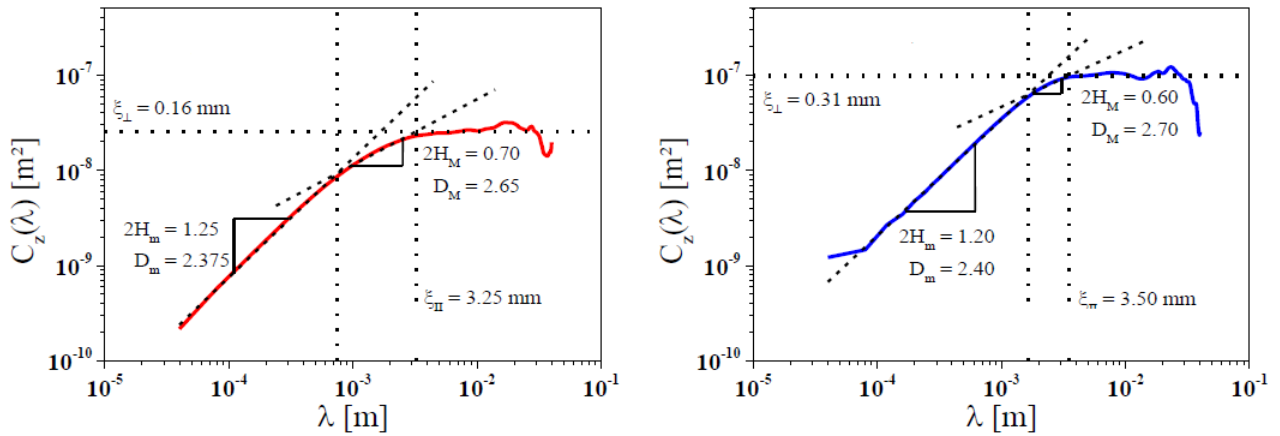 10⁻⁷
10⁻⁸
10⁻⁹
10⁻¹⁰
C_z(λ) [m²]
ξ⊥ = 0.16 mm
2H_M = 0.70
D_M = 2.65
2H_m = 1.25
D_m = 2.375
ξ_II = 3.25 mm
10⁻⁵
10⁻⁴
10⁻³
10⁻²
10⁻¹
λ [m]
10⁻⁷
10⁻⁸
10⁻⁹
10⁻¹⁰
C_z(λ) [m²]
ξ⊥ = 0.31 mm
2H_M = 0.60
D_M = 2.70
2H_m = 1.20
D_m = 2.40
ξ_II = 3.50 mm
10⁻⁵
10⁻⁴
10⁻³
10⁻²
10⁻¹
λ [m]